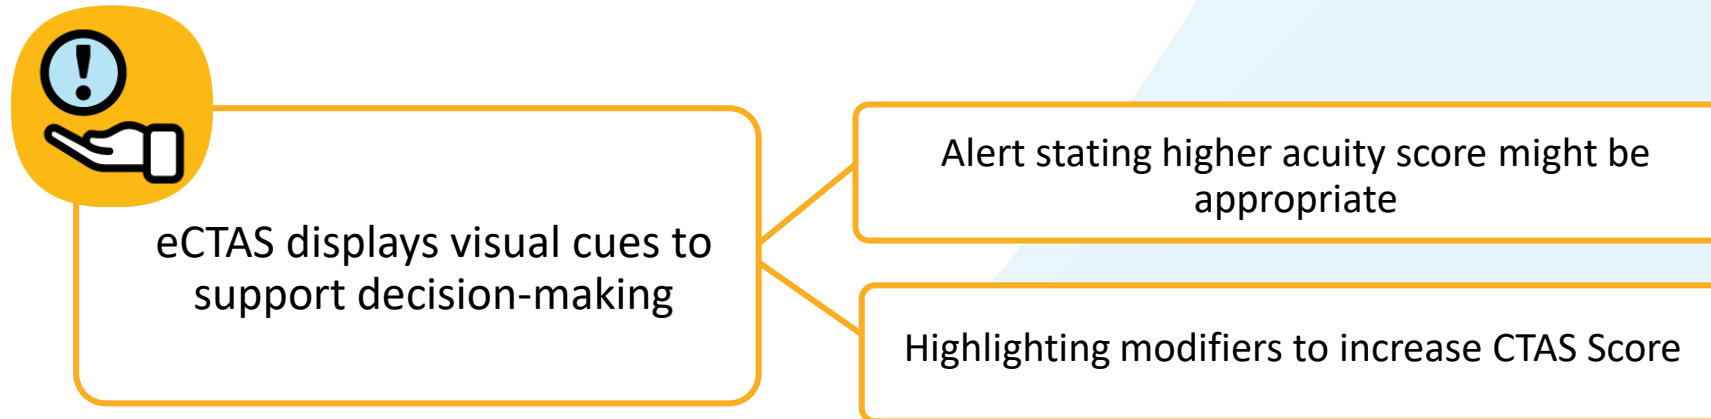 eCTAS displays visual cues to
support decision-making
Alert stating higher acuity score might be
appropriate
Highlighting modifiers to increase CTAS Score